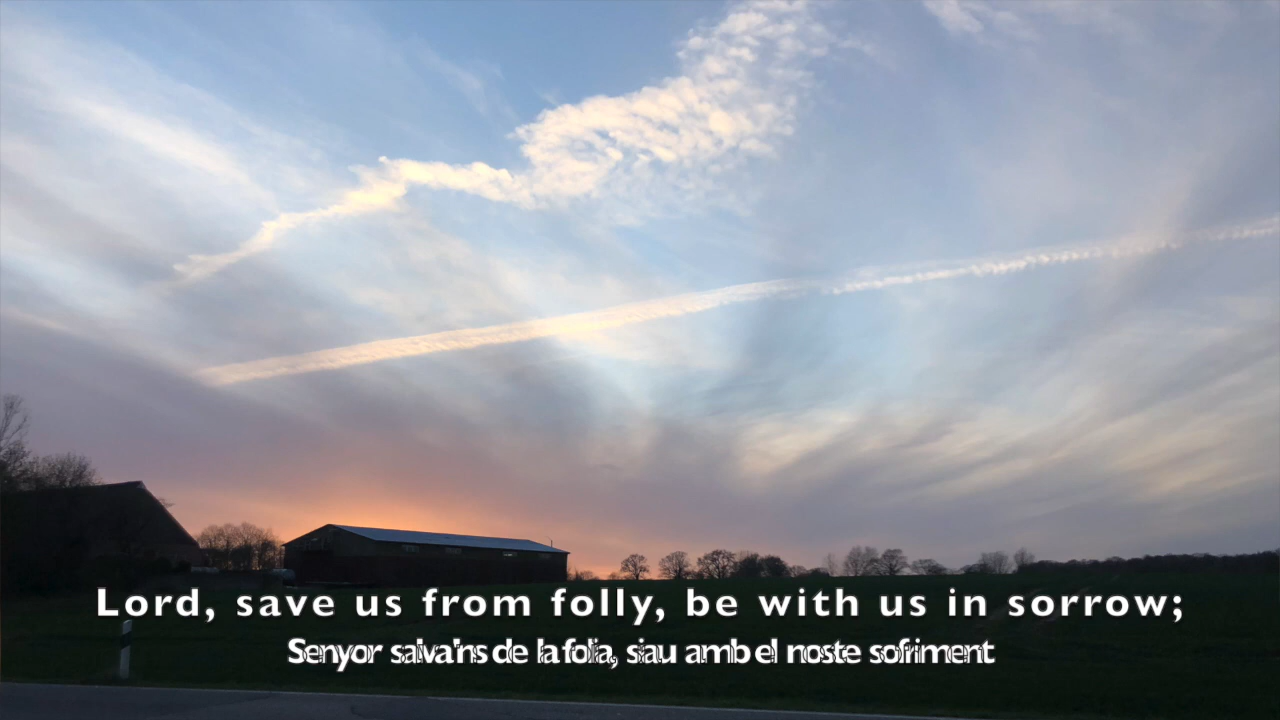 Lord, save us from folly, be with us in sorrow;
Senyor salva'ns de la folia, siau amb el noste sofriment